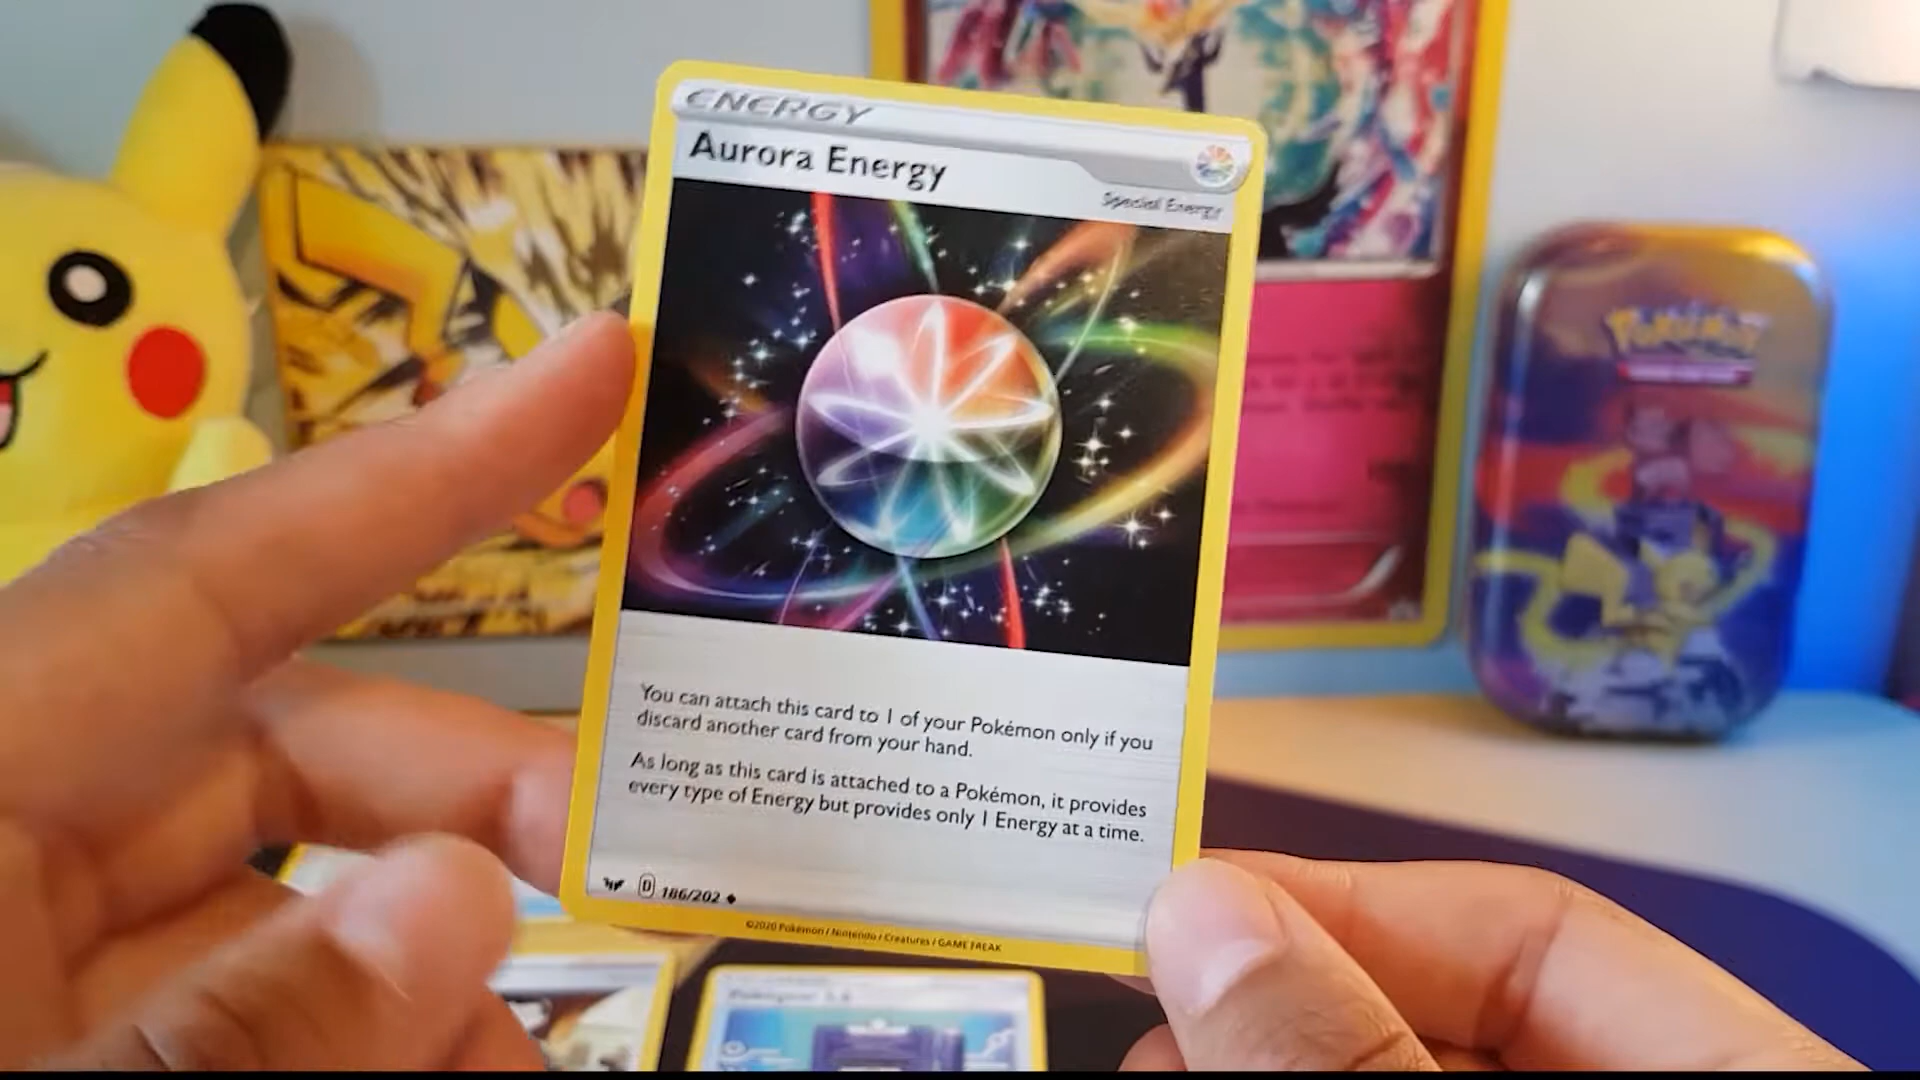 ENERGY
Aurora Energy
Special Energy
You can attach this card to 1 of your Pokémon only if you
discard another card from your hand.
As long as this card is attached to a Pokémon, it provides
every type of Energy but provides only 1 Energy at a time.
D 186/202
©2020 Pokémon / Nintendo / Creatures / GAME FREAK
Pokémon